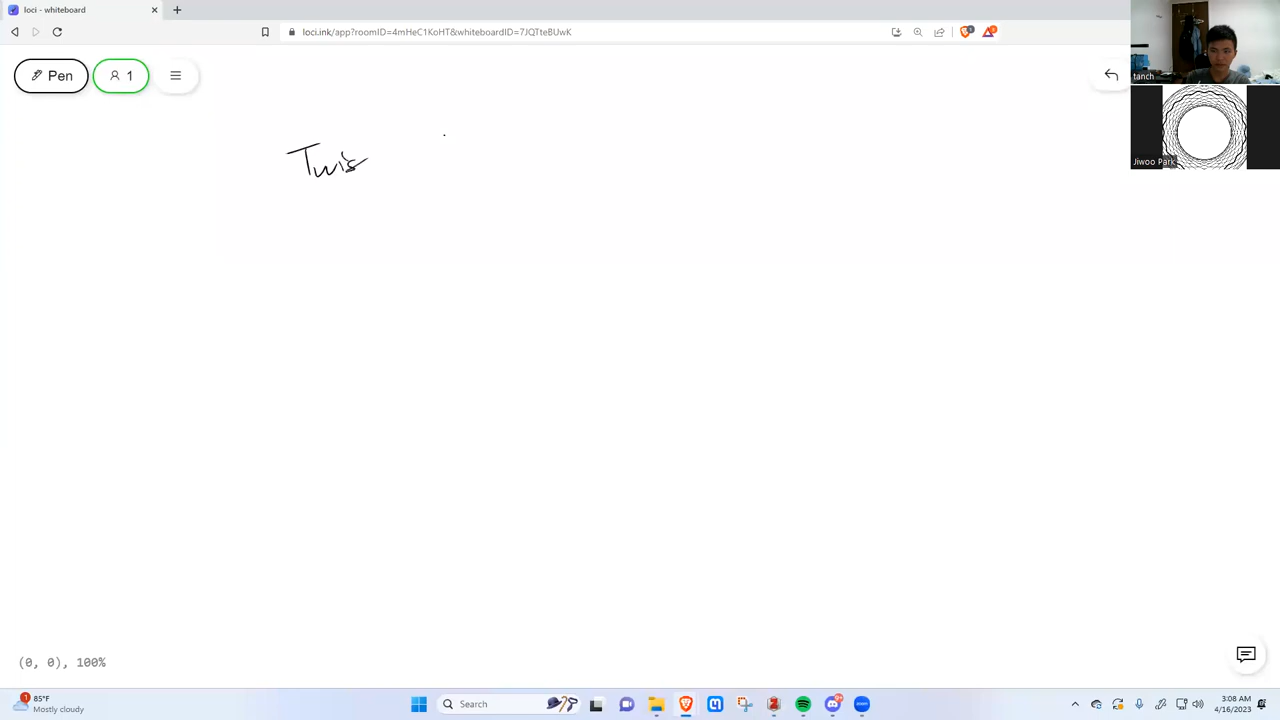 loci - whiteboard
loci.ink/app?roomID=4mHeC1KoHT&whiteboardID=7JQTteBUwK
Pen
1
Twis
tanch
Jiwoo Park
(0, 0), 100%
1
85°F
Mostly cloudy
Search
3:08 AM
4/16/2023